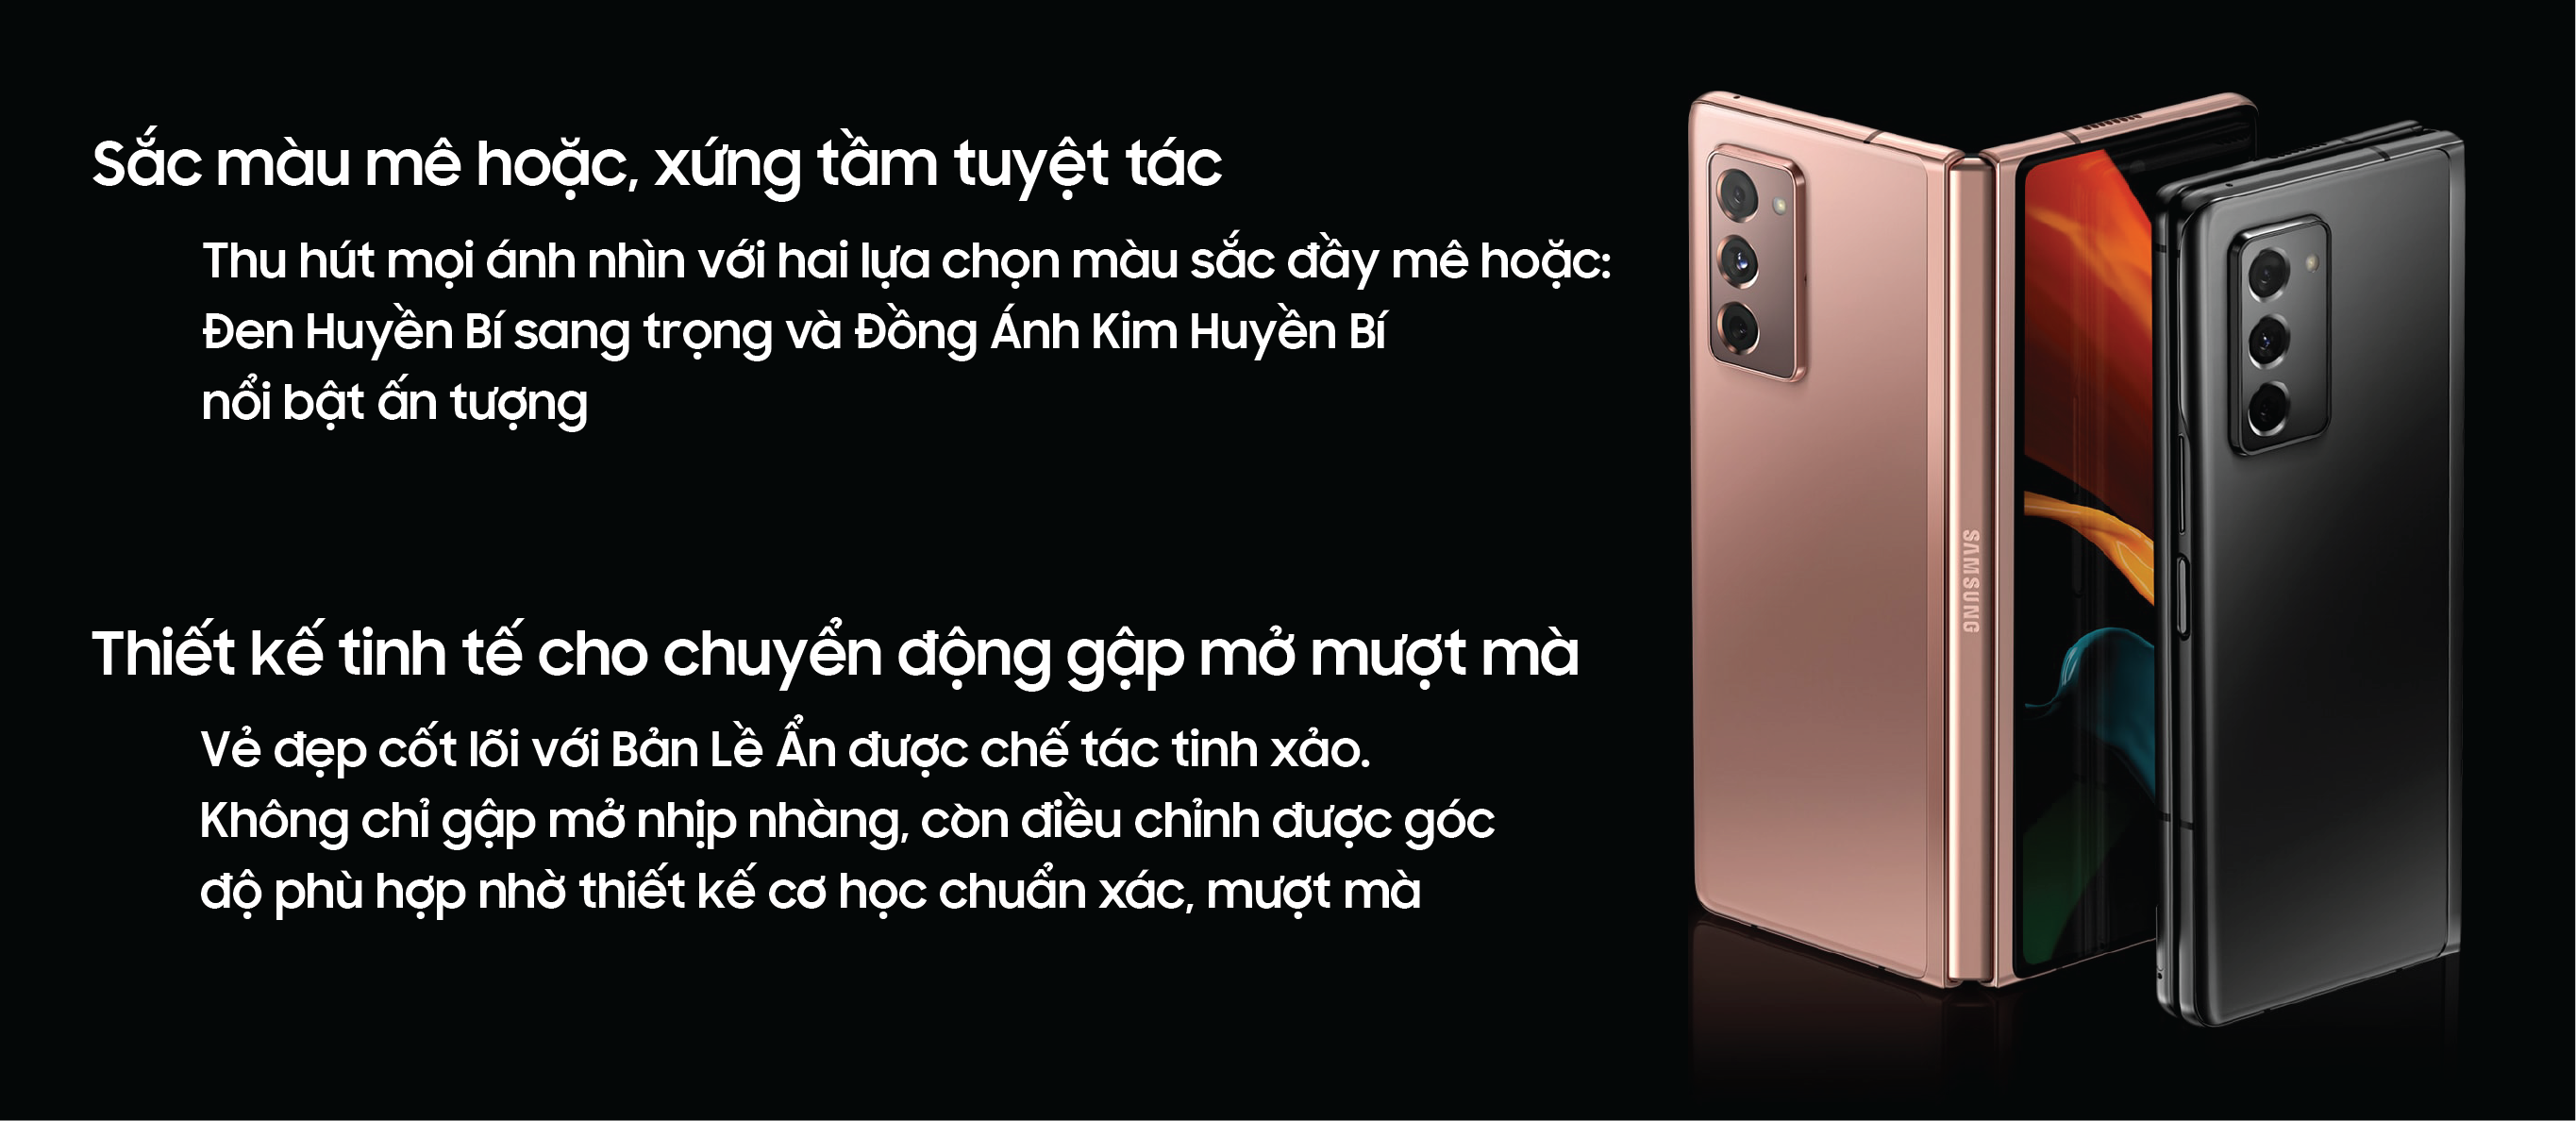 Sắc màu mê hoặc, xứng tầm tuyệt tác
Thu hút mọi ánh nhìn với hai lựa chọn màu sắc đầy mê hoặc:
Đen Huyền Bí sang trọng và Đồng Ánh Kim Huyền Bí
nổi bật ấn tượng
Thiết kế tinh tế cho chuyển động gập mở mượt mà
Vẻ đẹp cốt lõi với Bản Lề Ẩn được chế tác tinh xảo.
Không chỉ gập mở nhịp nhàng, còn điều chỉnh được góc
độ phù hợp nhờ thiết kế cơ học chuẩn xác, mượt mà
SAMSUNG